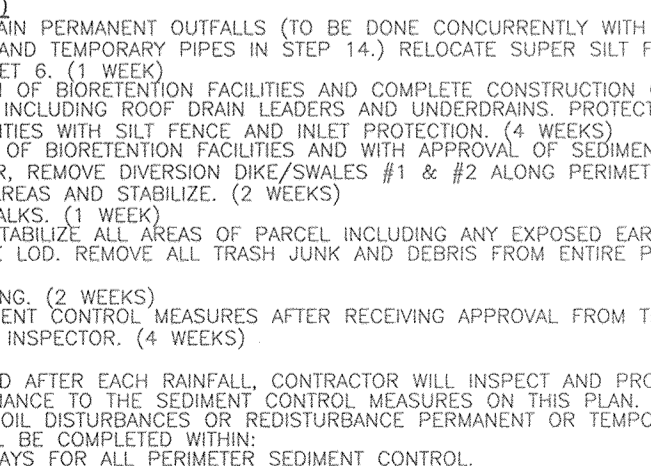 AIN PERMANENT OUTFALLS (TO BE DONE CONCURRENTLY WITH
AND TEMPORARY PIPES IN STEP 14.) RELOCATE SUPER SILT F
ET 6. (1 WEEK)
OF BIORETENTION FACILITIES AND COMPLETE CONSTRUCTION
INCLUDING ROOF DRAIN LEADERS AND UNDERDRAINS. PROTECT
ITIES WITH SILT FENCE AND INLET PROTECTION. (4 WEEKS)
OF BIORETENTION FACILITIES AND WITH APPROVAL OF SEDIMEN
R, REMOVE DIVERSION DIKE/SWALES #1 & #2 ALONG PERIMET
AREAS AND STABILIZE. (2 WEEKS)
ALKS. (1 WEEK)
TABILIZE ALL AREAS OF PARCEL INCLUDING ANY EXPOSED EAR
LOD. REMOVE ALL TRASH JUNK AND DEBRIS FROM ENTIRE P
NG. (2 WEEKS)
ENT CONTROL MEASURES AFTER RECEIVING APPROVAL FROM T
INSPECTOR. (4 WEEKS)
D AFTER EACH RAINFALL, CONTRACTOR WILL INSPECT AND PRO
NANCE TO THE SEDIMENT CONTROL MEASURES ON THIS PLAN.
OIL DISTURBANCES OR REDISTURBANCE PERMANENT OR TEMPO
L BE COMPLETED WITHIN:
AYS FOR ALL PERIMETER SEDIMENT CONTROL.